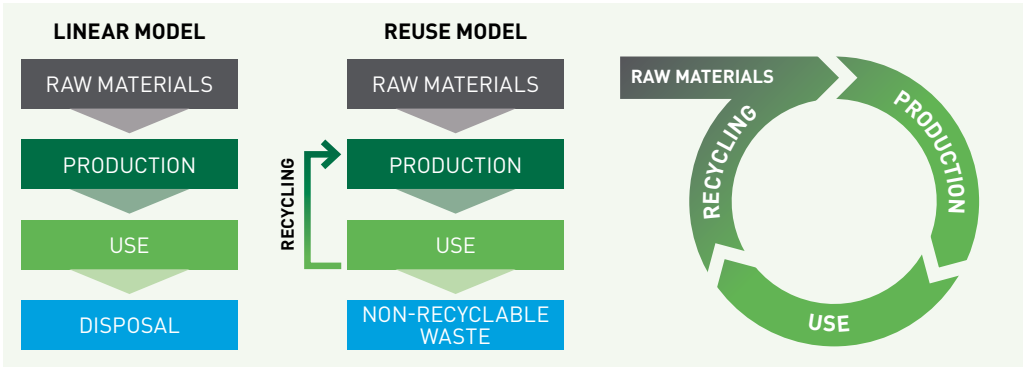 LINEAR MODEL
RAW MATERIALS
PRODUCTION
USE
DISPOSAL
REUSE MODEL
RAW MATERIALS
PRODUCTION
RECYCLING
USE
NON-RECYCLABLE
WASTE
RAW MATERIALS
PRODUCTION
USE
RECYCLING